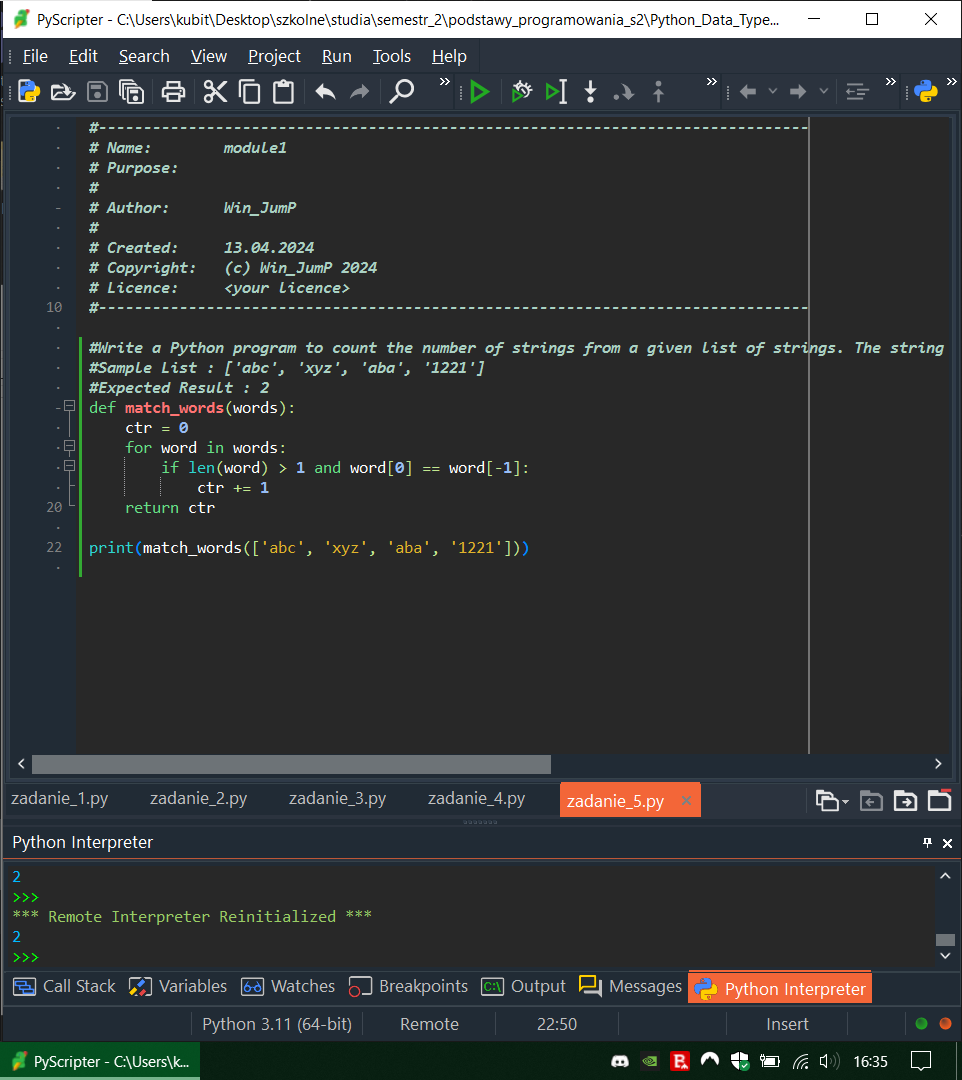 PyScripter - C:\Users\kubit\Desktop\szkolne\studia\semestr_2\podstawy_programowania_s2\Python_Data_Type...
File Edit Search View Project Run Tools Help
#-------------------------------------------------------------------------------
# Name:        module1
# Purpose:
#
# Author:      Win_JumP
#
# Created:     13.04.2024
# Copyright:   (c) Win_JumP 2024
# Licence:     <your licence>
10 #-------------------------------------------------------------------------------
#Write a Python program to count the number of strings from a given list of strings. The string
#Sample List : ['abc', 'xyz', 'aba', '1221']
#Expected Result : 2
def match_words(words):
    ctr = 0
    for word in words:
        if len(word) > 1 and word[0] == word[-1]:
            ctr += 1
20     return ctr
22 print(match_words(['abc', 'xyz', 'aba', '1221']))
zadanie_1.py zadanie_2.py zadanie_3.py zadanie_4.py zadanie_5.py
Python Interpreter
2
>>>
*** Remote Interpreter Reinitialized ***
2
>>>
Call Stack Variables Watches Breakpoints C:\ Output Messages Python Interpreter
Python 3.11 (64-bit) Remote 22:50 Insert
PyScripter - C:\Users\k... 16:35